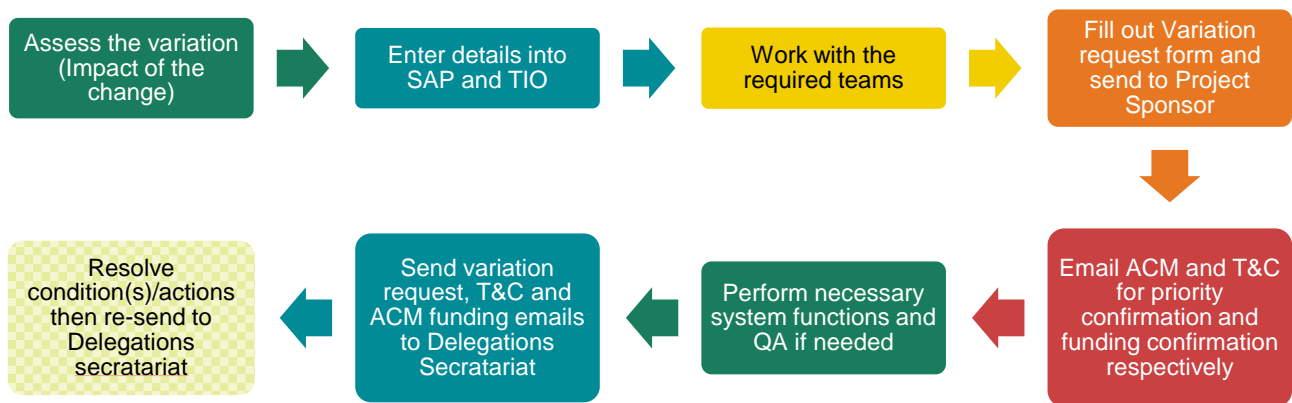 Assess the variation
(Impact of the
change)
Enter details into
SAP and TIO
Work with the
required teams
Fill out Variation
request form and
send to Project
Sponsor
Email ACM and T&C
for priority
confirmation and
funding confirmation
respectively
Perform necessary
system functions and
QA if needed
Send variation
request, T&C and
ACM funding emails
to Delegations
Secratariat
Resolve
condition(s)/actions
then re-send to
Delegations
secratariat